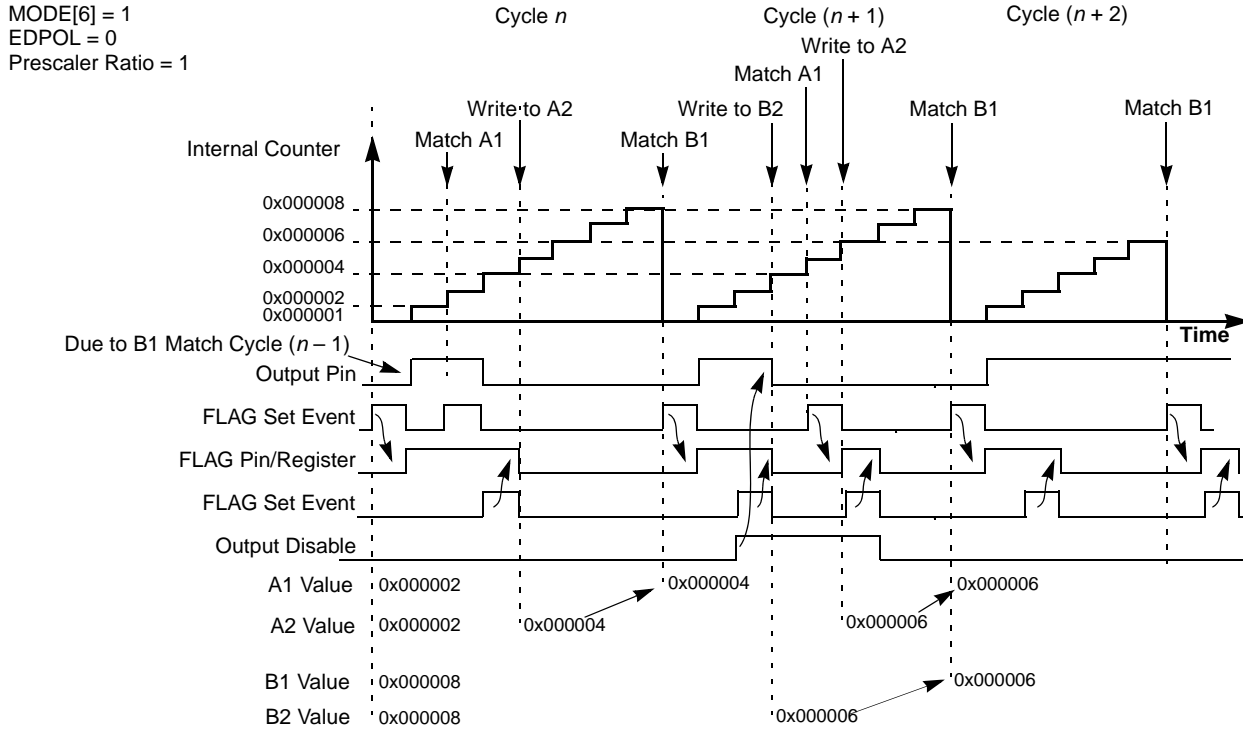 MODE[6] = 1
EDPOL = 0
Prescaler Ratio = 1
Cycle n
Cycle (n + 1)
Cycle (n + 2)
Write to A2
Match A1
Write to A2
Write to B2
Match A1
Match B1
Match B1
Match B1
Internal Counter
0x000008
0x000006
0x000004
0x000002
0x000001
Time
Due to B1 Match Cycle (n – 1)
Output Pin
FLAG Set Event
FLAG Pin/Register
FLAG Set Event
Output Disable
A1 Value 0x000002 0x000004 0x000006
A2 Value 0x000002 0x000004 0x000006
B1 Value 0x000008 0x000006
B2 Value 0x000008 0x000006